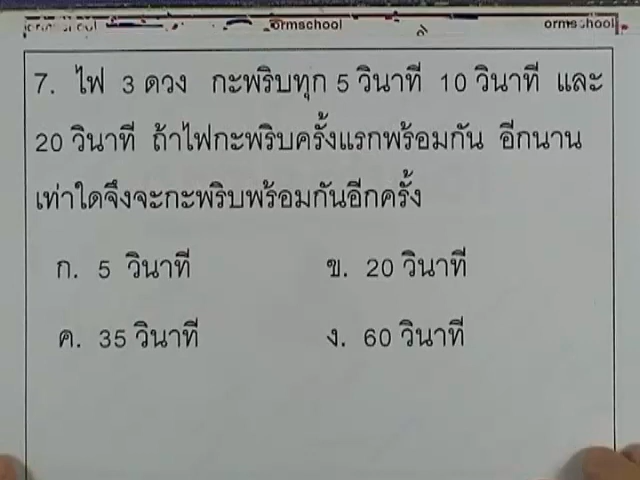 ormschool ormschool
7. ไฟ 3 ดวง กะพริบทุก 5 วินาที 10 วินาที และ
20 วินาที ถ้าไฟกะพริบครั้งแรกพร้อมกัน อีกนาน
เท่าใดจึงจะกะพริบพร้อมกันอีกครั้ง
ก. 5 วินาที ข. 20 วินาที
ค. 35 วินาที ง. 60 วินาที